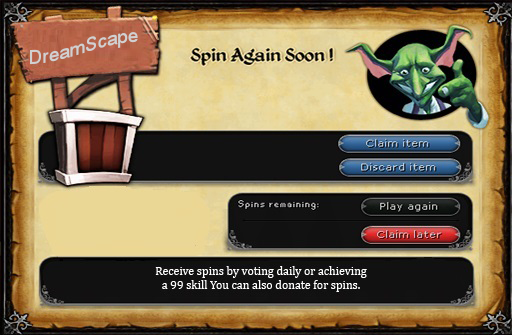 DreamScape
Spin Again Soon !
Claim item
Discard item
Spins remaining:
Play again
Claim later
Receive spins by voting daily or achieving
a 99 skill You can also donate for spins.